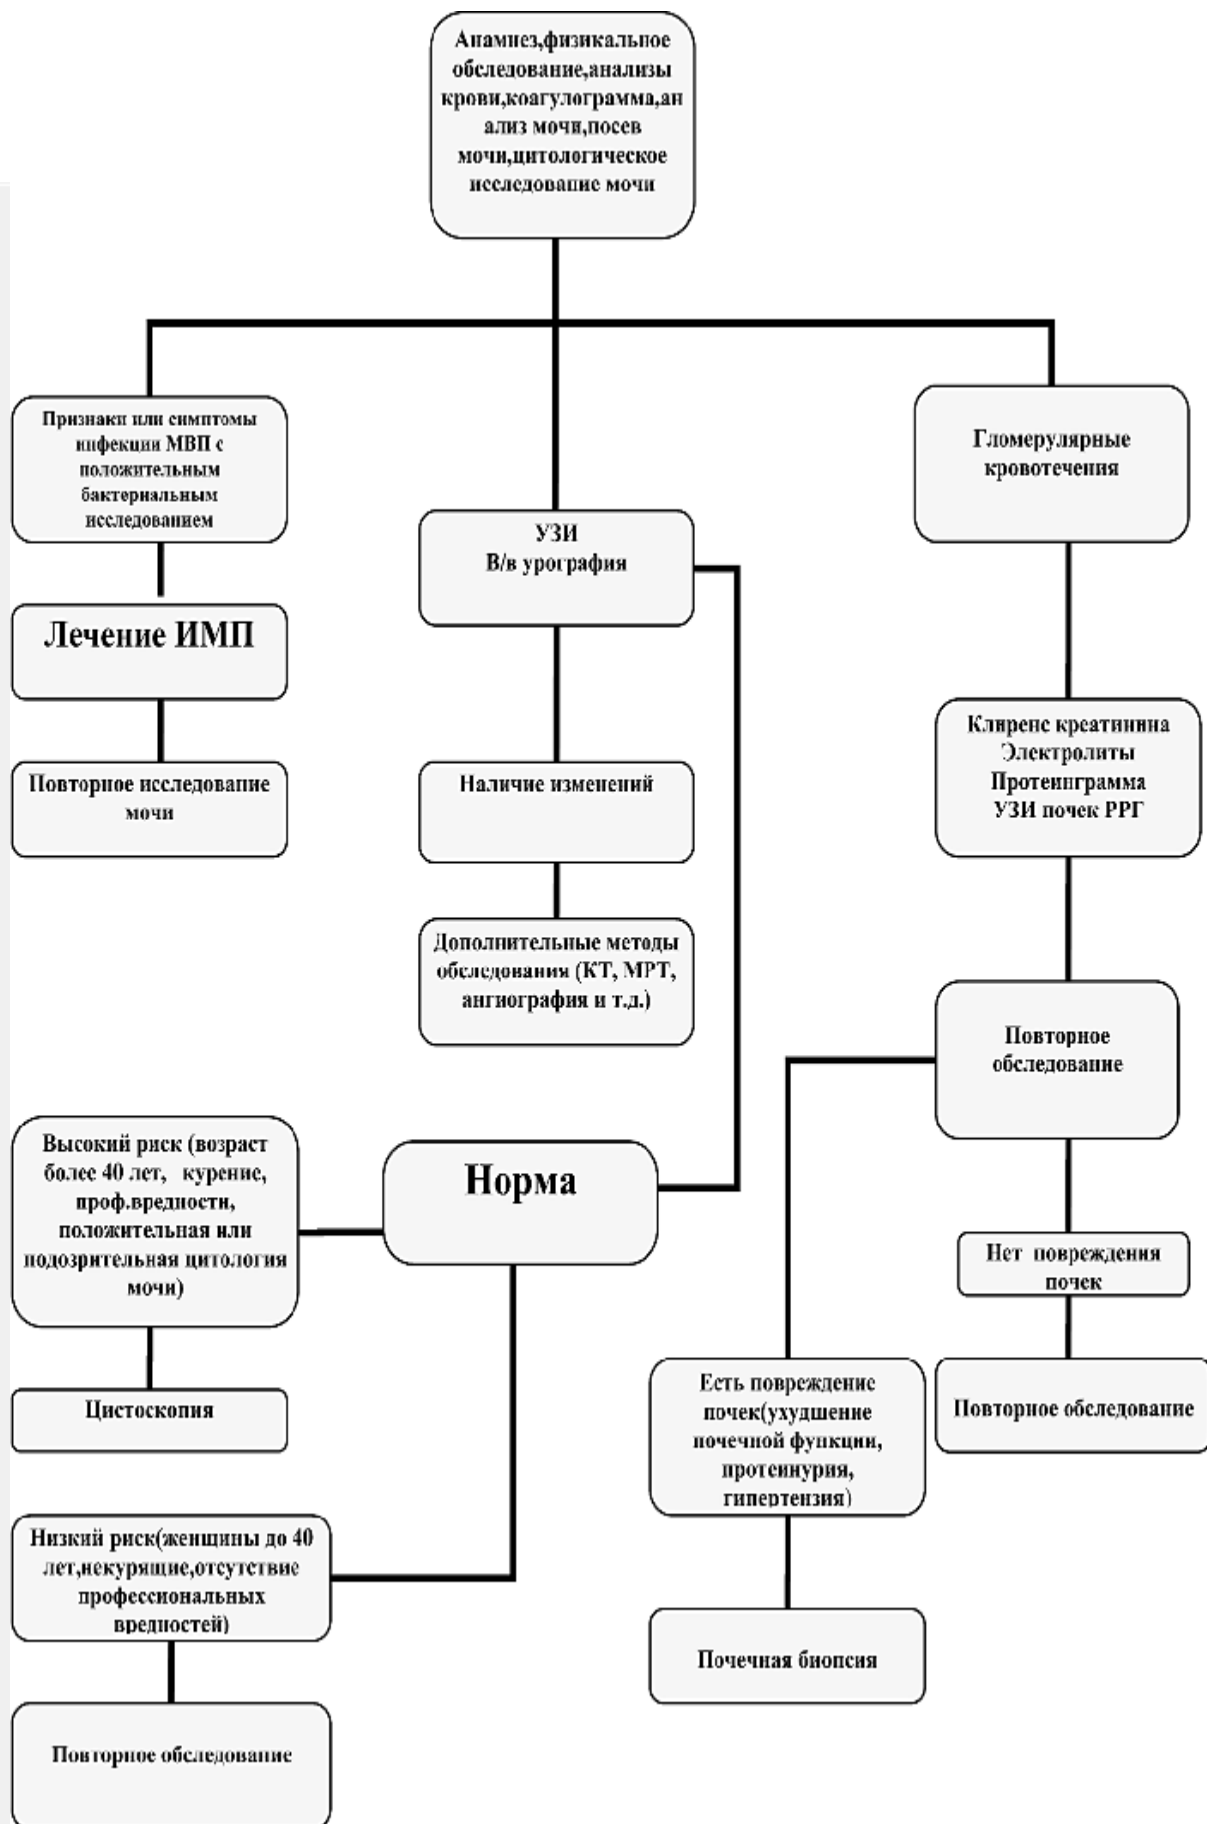 Анамнез,физикальное
обследование,анализы
крови,коагулограмма,ан
ализ мочи,посев
мочи,цитологическое
исследование мочи
Признаки или симптомы
инфекции МВП с
положительным
бактериальным
исследованием
Гломерулярные
кровотечения
УЗИ
В/в урография
Лечение ИМП
Клиренс креатинина
Электролиты
Протеинграмма
УЗИ почек РРГ
Повторное исследование
мочи
Наличие изменений
Дополнительные методы
обследования (КТ, МРТ,
ангиография и т.д.)
Повторное
обследование
Высокий риск (возраст
более 40 лет, курение,
проф.вредности,
положительная или
подозрительная цитология
мочи)
Норма
Нет повреждения
почек
Цистоскопия
Есть повреждение
почек(ухудшение
почечной функции,
протеинурия,
гипертензия)
Повторное обследование
Низкий риск(женщины до 40
лет,некурящие,отсутствие
профессиональных
вредностей)
Почечная биопсия
Повторное обследование